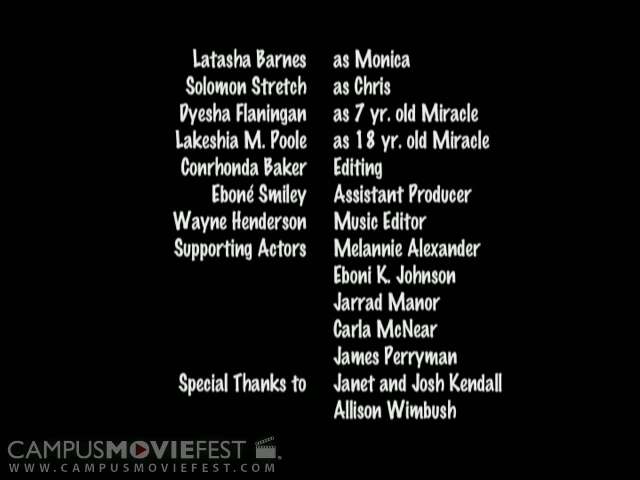 Latasha Barnes as Monica
Solomon Stretch as Chris
Dyesha Flaningan as 7 yr. old Miracle
Lakeshia M. Poole as 18 yr. old Miracle
Conrhonda Baker Editing
Eboné Smiley Assistant Producer
Wayne Henderson Music Editor
Supporting Actors Melannie Alexander
Eboni K. Johnson
Jarrad Manor
Carla McNear
James Perryman
Special Thanks to Janet and Josh Kendall
Allison Wimbush
CAMPUSMOVIEFEST
WWW.CAMPUSMOVIEFEST.COM